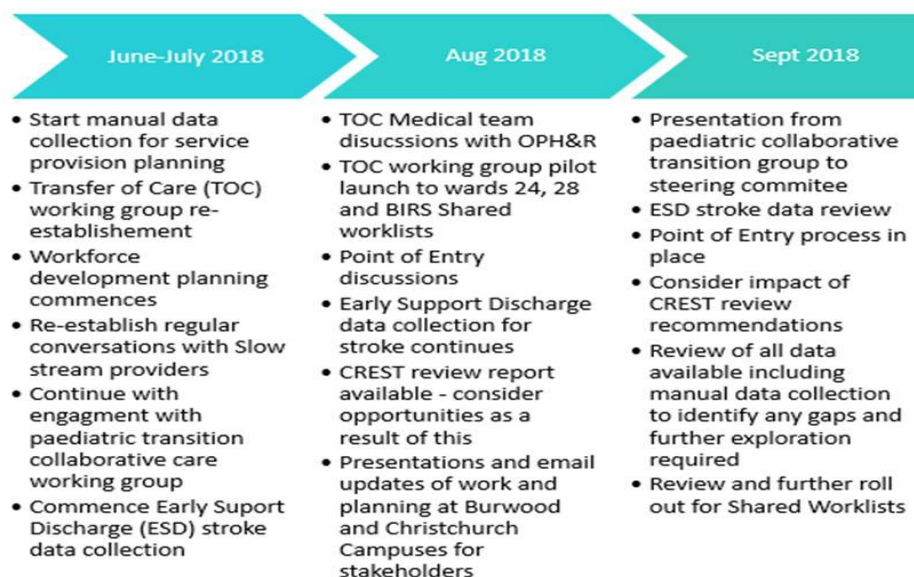 June-July 2018
• Start manual data
collection for service
provision planning
• Transfer of Care (TOC)
working group re-
establishement
• Workforce
development planning
commences
• Re-establish regular
conversations with Slow
stream providers
• Continue with
engagment with
paediatric transition
collaborative care
working group
• Commence Early Suport
Discharge (ESD) stroke
data collection
Aug 2018
• TOC Medical team
disucssions with OPH&R
• TOC working group pilot
launch to wards 24, 28
and BIRS Shared
worklists
• Point of Entry
discussions
• Early Support Discharge
data collection for
stroke continues
• CREST review report
available - consider
opportunities as a
result of this
• Presentations and email
updates of work and
planning at Burwood
and Christchurch
Campuses for
stakeholders
Sept 2018
• Presentation from
paediatric collaborative
transition group to
steering commitee
• ESD stroke data review
• Point of Entry process in
place
• Consider impact of
CREST review
recommendations
• Review of all data
available including
manual data collection
to identify any gaps and
further exploration
required
• Review and further roll
out for Shared Worklists